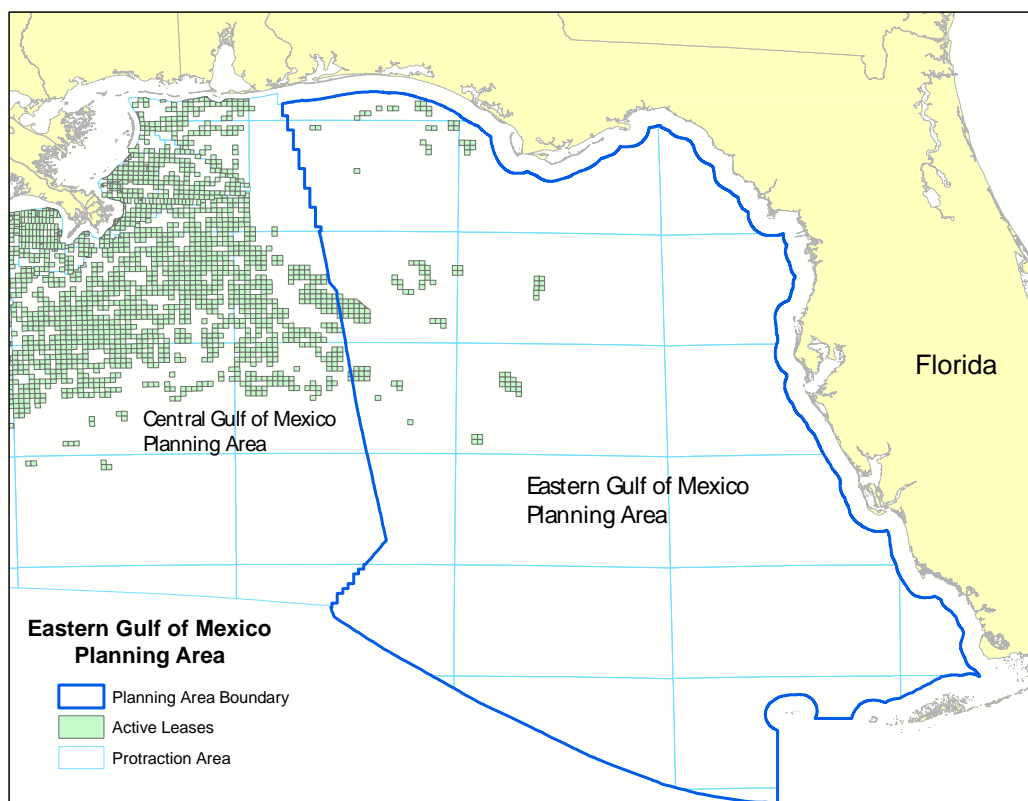 Florida
Central Gulf of Mexico
Planning Area
Eastern Gulf of Mexico
Planning Area
Eastern Gulf of Mexico
Planning Area
Planning Area Boundary
Active Leases
Protraction Area